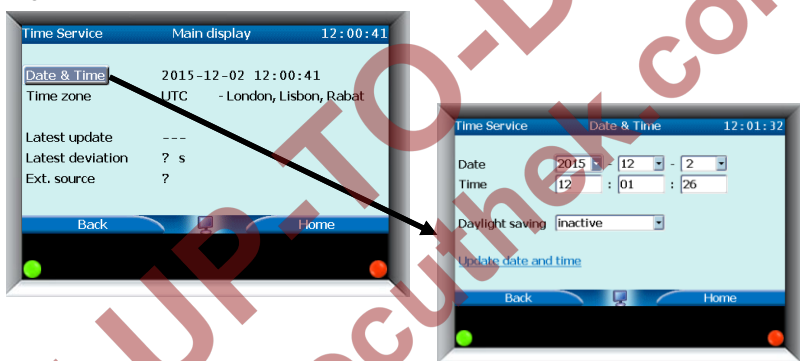 Time Service Main display 12:00:41
Date & Time 2015-12-02 12:00:41
Time zone UTC - London, Lisbon, Rabat
Latest update ---
Latest deviation ? s
Ext. source ?
Back Home
Time Service Date & Time 12:01:32
Date 2015 - 12 - 2
Time 12 : 01 : 26
Daylight saving inactive
Update date and time
Back Home
UP-TO-D
cuthek.co